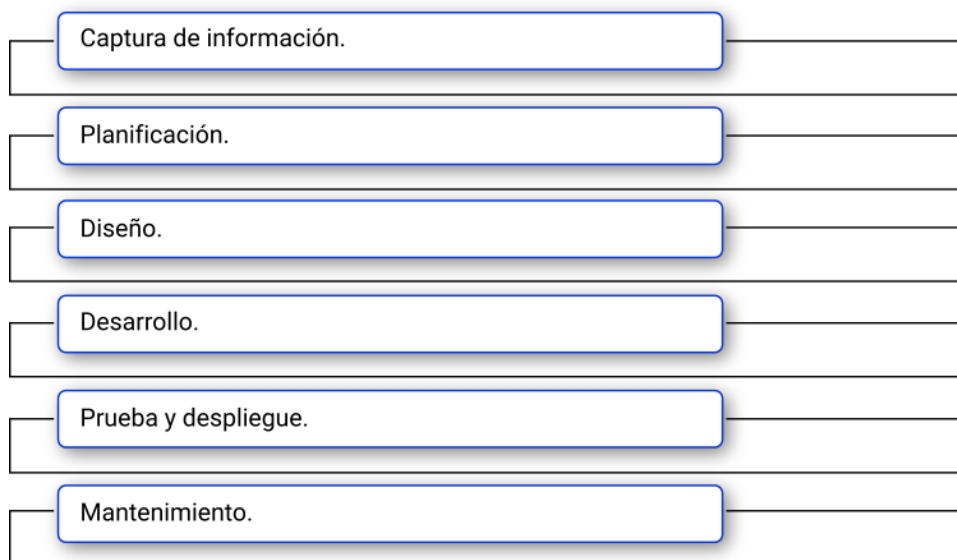 Captura de información.
Planificación.
Diseño.
Desarrollo.
Prueba y despliegue.
Mantenimiento.